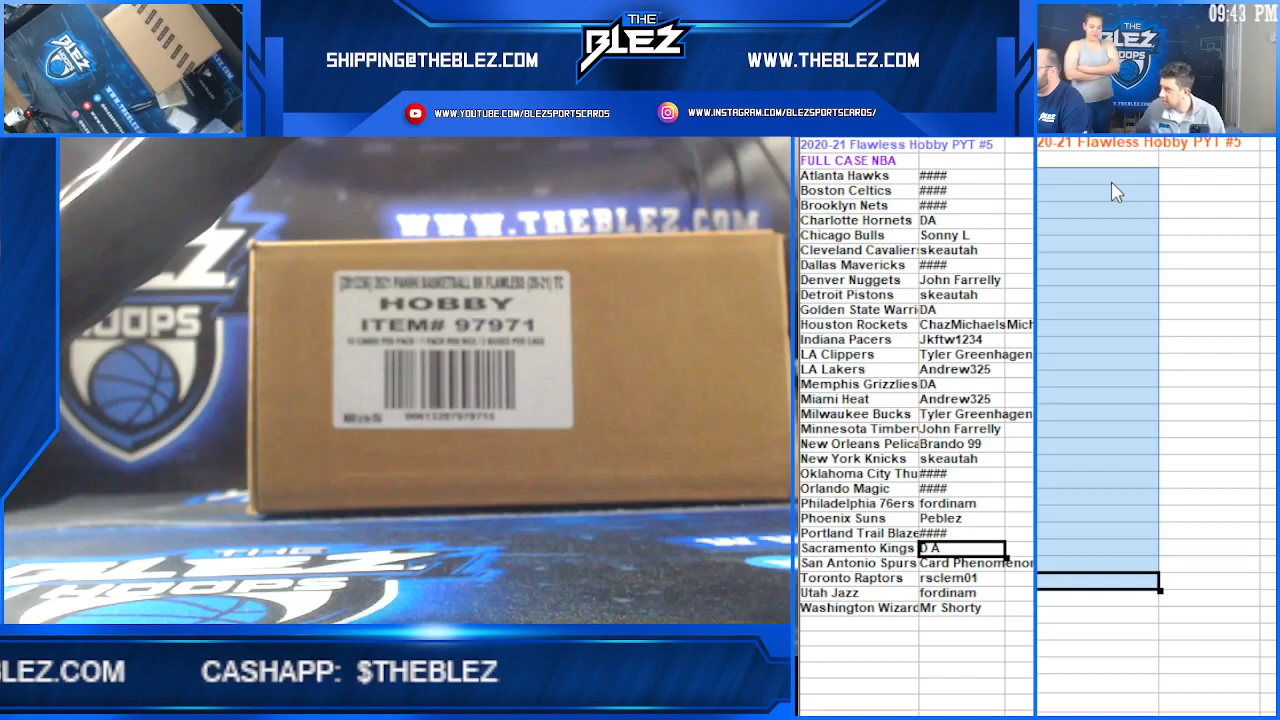 THE
BLEZ
SHIPPING@THEBLEZ.COM
WWW.THEBLEZ.COM
WWW.YOUTUBE.COM/BLEZSPORTSCARDS
WWW.INSTAGRAM.COM/BLEZSPORTSCARDS/
09:43 PM
THE
BLEZ
HOOPS
WWW.THEBLEZ.COM
HOOPS
HOBBY
ITEM# 97971
2020-21 Flawless Hobby PYT #5
FULL CASE NBA
Atlanta Hawks ####
Boston Celtics ####
Brooklyn Nets ####
Charlotte Hornets DA
Chicago Bulls Sonny L
Cleveland Cavaliers skeautah
Dallas Mavericks ####
Denver Nuggets John Farrelly
Detroit Pistons skeautah
Golden State Warri DA
Houston Rockets ChazMichaelsMich
Indiana Pacers Jkftw1234
LA Clippers Tyler Greenhagen
LA Lakers Andrew325
Memphis Grizzlies DA
Miami Heat Andrew325
Milwaukee Bucks Tyler Greenhagen
Minnesota Timber John Farrelly
New Orleans Pelica Brando 99
New York Knicks skeautah
Oklahoma City Thu ####
Orlando Magic ####
Philadelphia 76ers fordinam
Phoenix Suns Peblez
Portland Trail Blaze ####
Sacramento Kings D A
San Antonio Spurs Card Phenomenon
Toronto Raptors rsclem01
Utah Jazz fordinam
Washington Wizard Mr Shorty
20-21 Flawless Hobby PYT #5
LEZ.COM
CASHAPP: $THEBLEZ